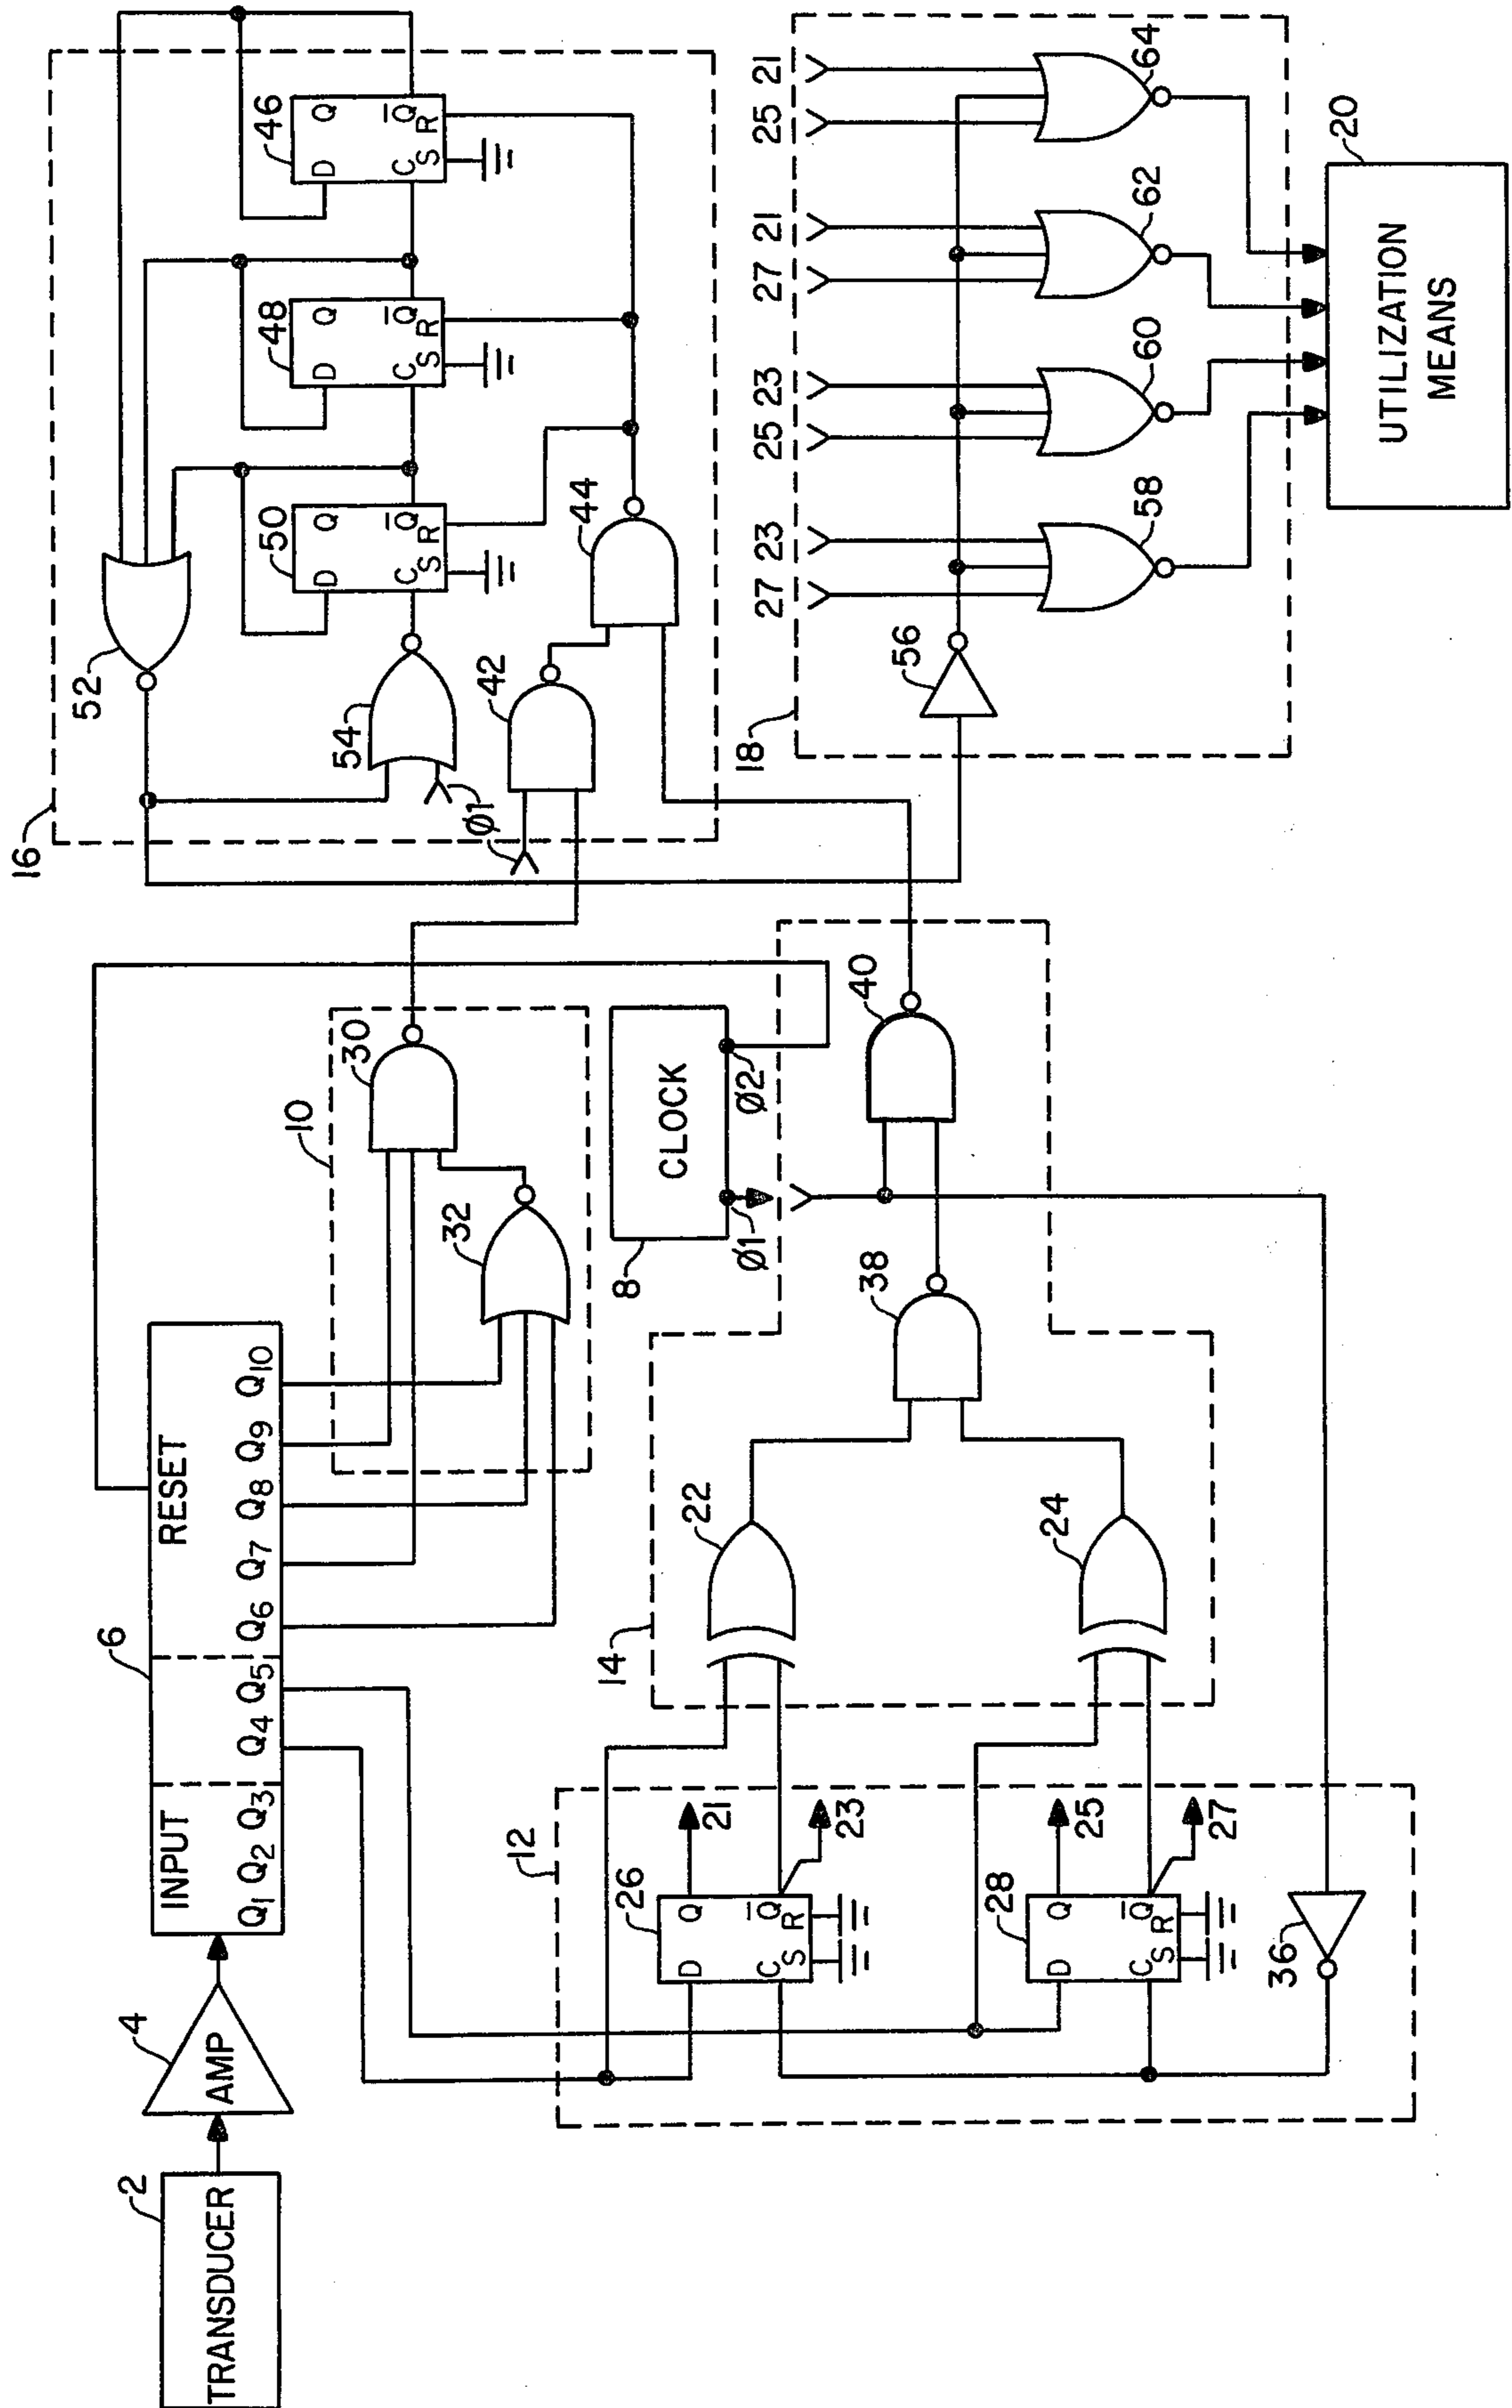 16
52
54
Ø1
50
D Q
C Q̅
S R
48
D Q
C Q̅
S R
46
D Q
C Q̅
S R
42
44
Ø1
18
56
27 23
25 23
27 21
25 21
58
60
62
64
20
UTILIZATION
MEANS
2
TRANSDUCER
4
AMP
6
INPUT
RESET
Q1 Q2 Q3 Q4 Q5 Q6 Q7 Q8 Q9 Q10
10
30
32
8
CLOCK
Ø1
Ø2
12
26
D Q
C Q̅
S R
21
23
28
D Q
C Q̅
S R
25
27
36
14
22
24
38
40